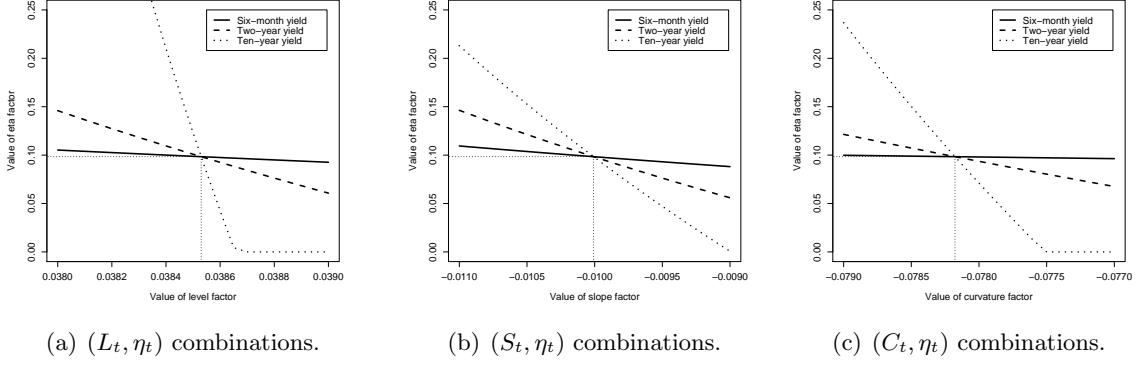 Value of eta factor
0.00 0.05 0.10 0.15 0.20 0.25
Six−month yield
Two−year yield
Ten−year yield
0.0380 0.0382 0.0384 0.0386 0.0388 0.0390
Value of level factor
(a) (Lt, ηt) combinations.
Value of eta factor
0.00 0.05 0.10 0.15 0.20 0.25
Six−month yield
Two−year yield
Ten−year yield
−0.0110 −0.0105 −0.0100 −0.0095 −0.0090
Value of slope factor
(b) (St, ηt) combinations.
Value of eta factor
0.00 0.05 0.10 0.15 0.20 0.25
Six−month yield
Two−year yield
Ten−year yield
−0.0790 −0.0785 −0.0780 −0.0775 −0.0770
Value of curvature factor
(c) (Ct, ηt) combinations.